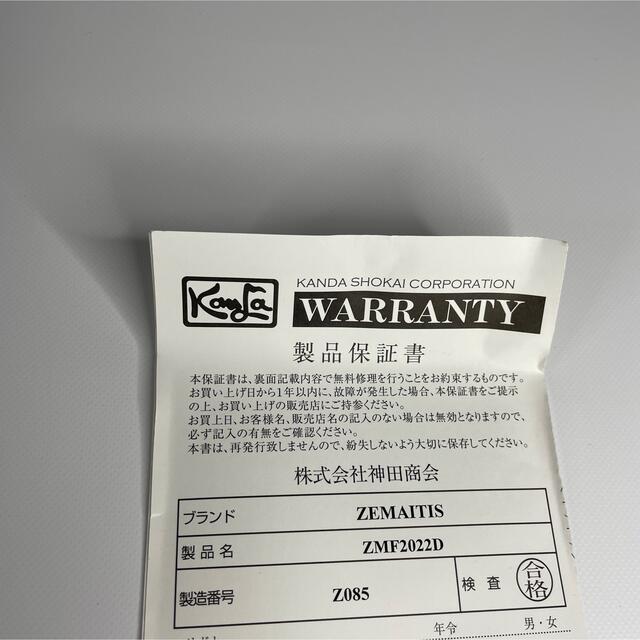 Kanda
KANDA SHOKAI CORPORATION
WARRANTY
製品保証書
本保証書は、裏面記載内容で無料修理を行うことをお約束するものです。
お買い上げ日から1年以内に、故障が発生した場合、本保証書をご提示
の上、お買い上げの販売店にご持参ください。
お買上日、お客様名、販売店名の記入のない場合は無効となりますので、
必ず記入の有無をご確認ください。
本書は、再発行致しませんので、紛失しないよう大切に保存してください。
株式会社神田商会
ブランド ZEMAITIS
製品名 ZMF2022D
製造番号 Z085 検査 合格
年令 男・女